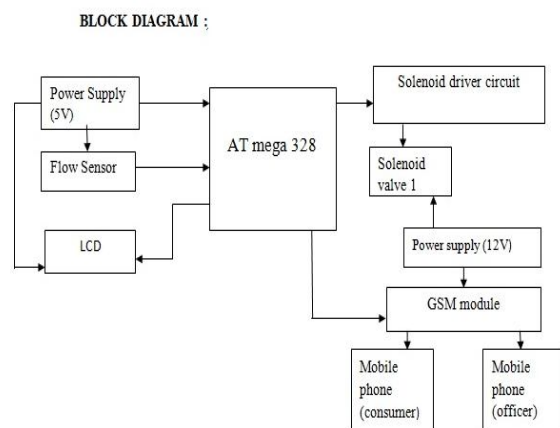 BLOCK DIAGRAM ;
Power Supply
(5V)
Flow Sensor
LCD
AT mega 328
Solenoid driver circuit
Solenoid
valve 1
Power supply (12V)
GSM module
Mobile
phone
(consumer)
Mobile
phone
(officer)